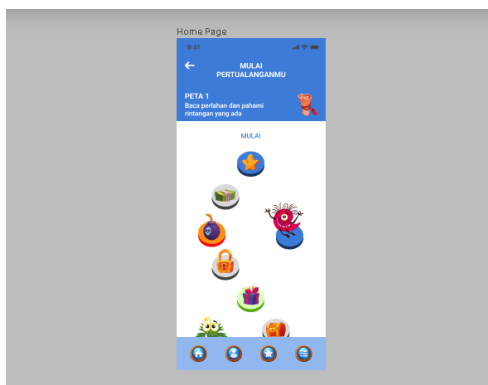 Home Page
9:41
MULAI
PERTUALANGANMU
PETA 1
Baca perlahan dan pahami
rintangan yang ada
MULAI